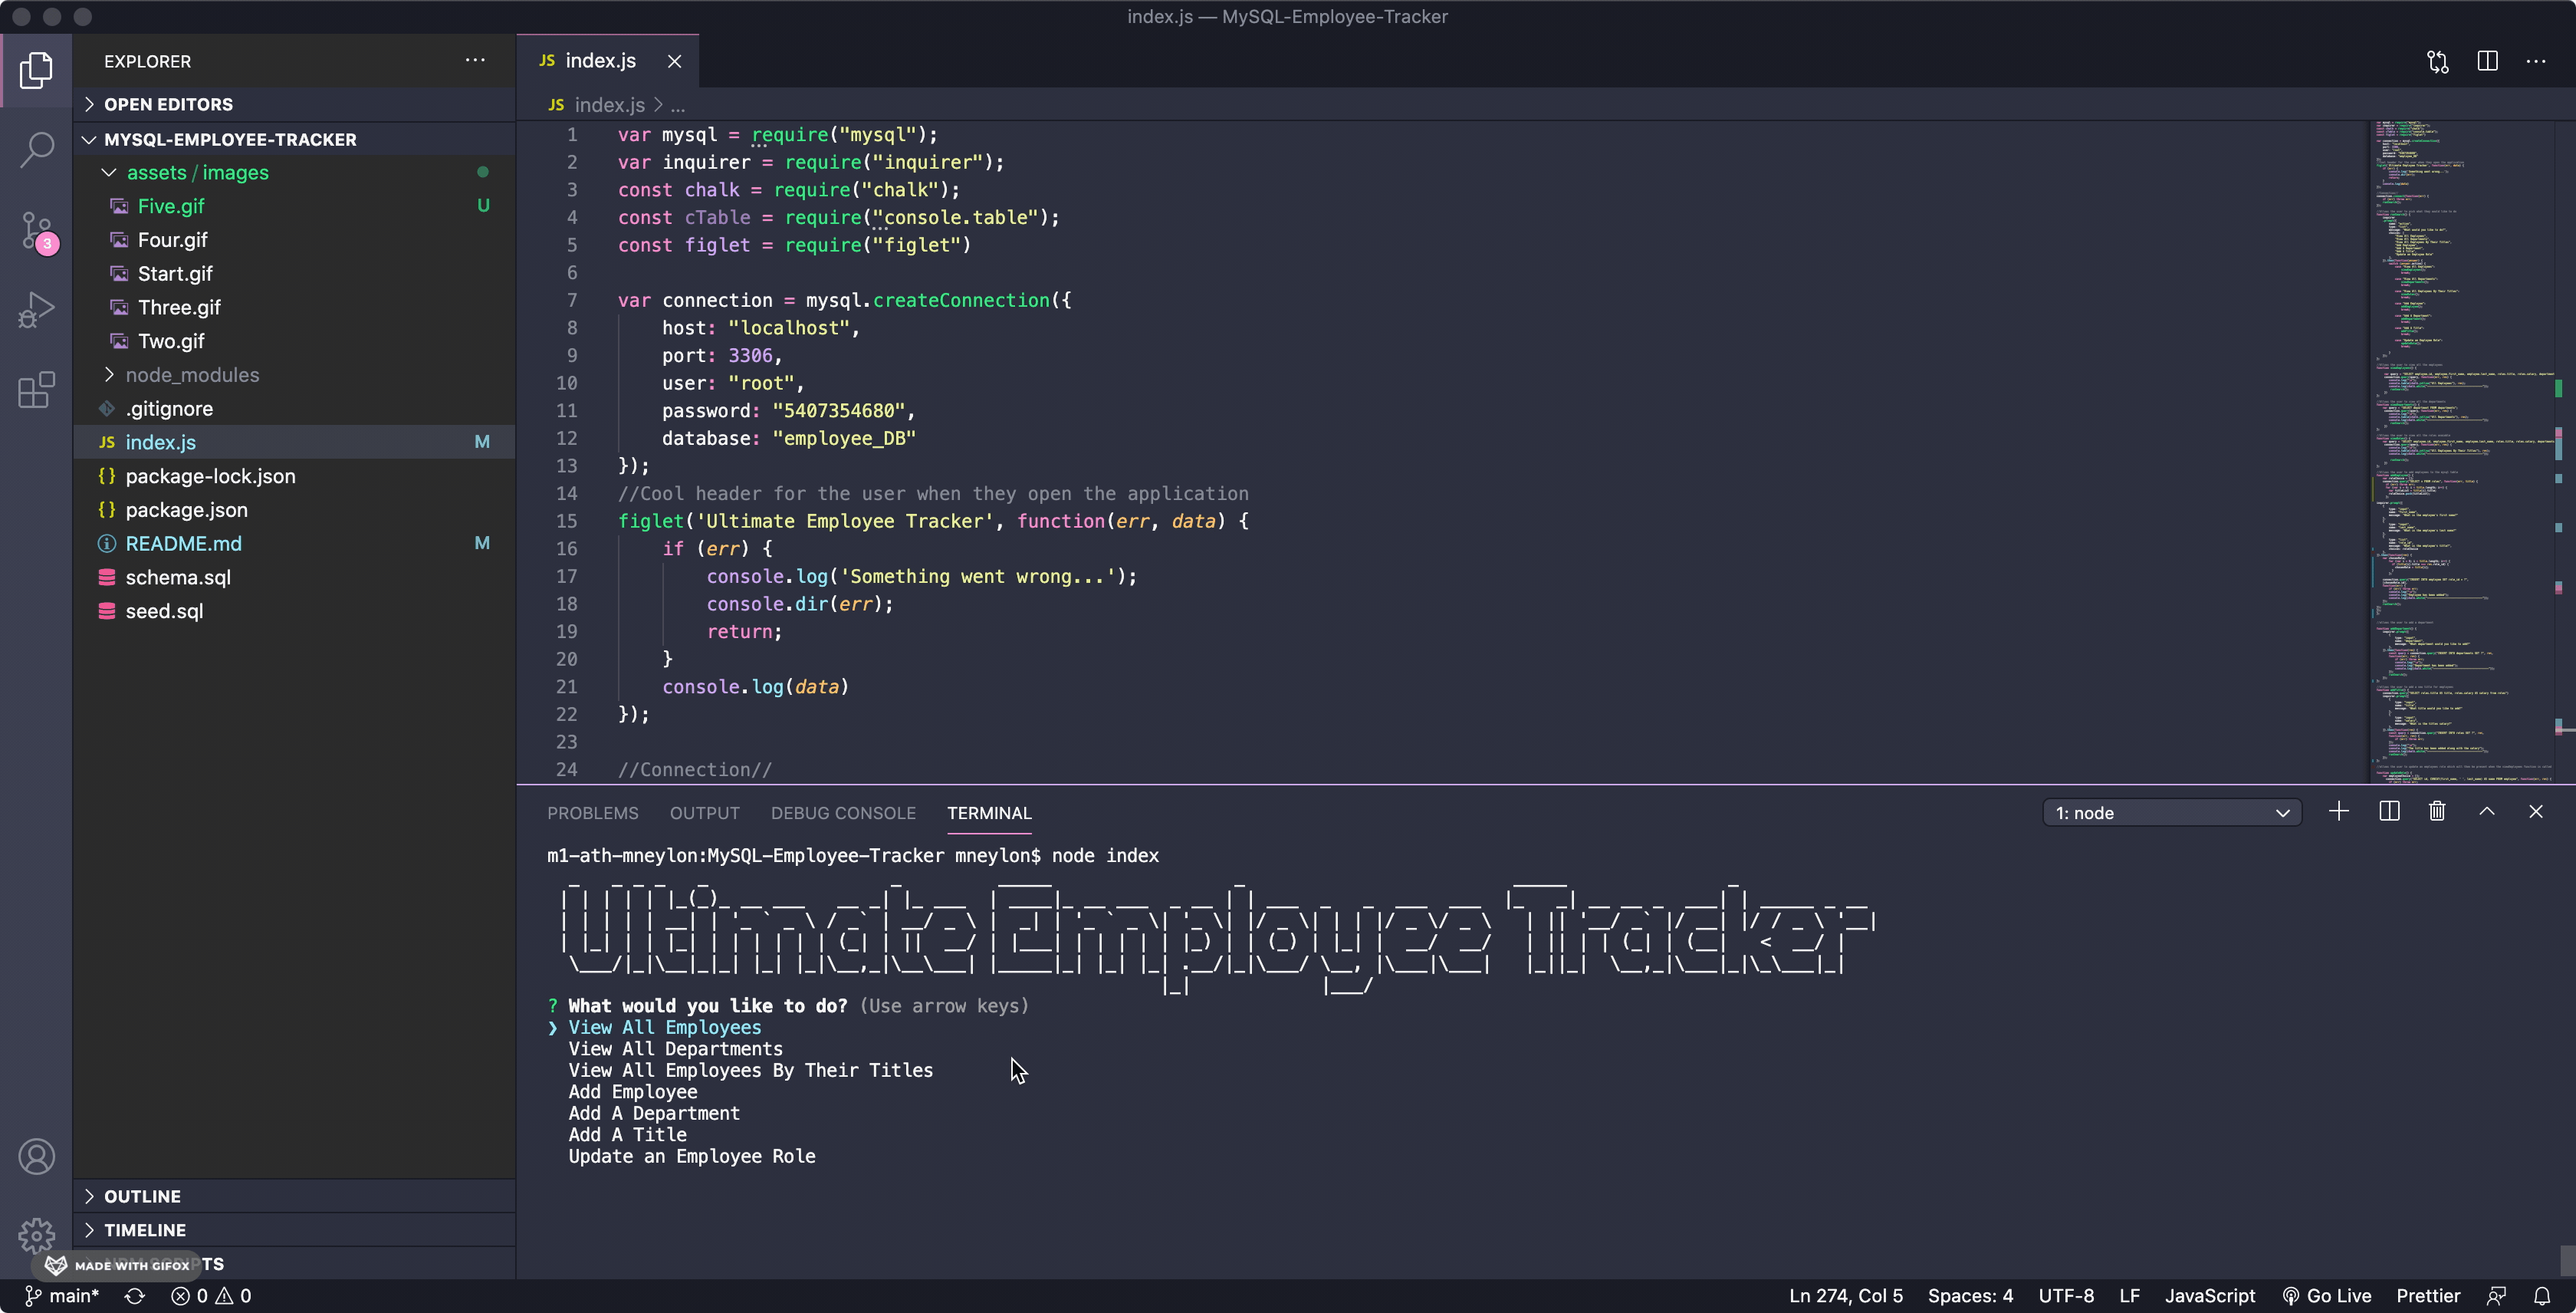 index.js — MySQL-Employee-Tracker
EXPLORER
OPEN EDITORS
MYSQL-EMPLOYEE-TRACKER
assets / images
Five.gif U
Four.gif
Start.gif
Three.gif
Two.gif
node_modules
.gitignore
JS index.js M
{} package-lock.json
{} package.json
README.md M
schema.sql
seed.sql
OUTLINE
TIMELINE
MADE WITH GIFOX
3
JS index.js
JS index.js > ...
1 var mysql = require("mysql");
2 var inquirer = require("inquirer");
3 const chalk = require("chalk");
4 const cTable = require("console.table");
5 const figlet = require("figlet")
6
7 var connection = mysql.createConnection({
8 host: "localhost",
9 port: 3306,
10 user: "root",
11 password: "5407354680",
12 database: "employee_DB"
13 });
14 //Cool header for the user when they open the application
15 figlet('Ultimate Employee Tracker', function(err, data) {
16 if (err) {
17 console.log('Something went wrong...');
18 console.dir(err);
19 return;
20 }
21 console.log(data)
22 });
23
24 //Connection//
PROBLEMS OUTPUT DEBUG CONSOLE TERMINAL
1: node
m1-ath-mneylon:MySQL-Employee-Tracker mneylon$ node index
Ultimate Employee Tracker
? What would you like to do? (Use arrow keys)
❯ View All Employees
View All Departments
View All Employees By Their Titles
Add Employee
Add A Department
Add A Title
Update an Employee Role
main* 0 0
Ln 274, Col 5 Spaces: 4 UTF-8 LF JavaScript Go Live Prettier